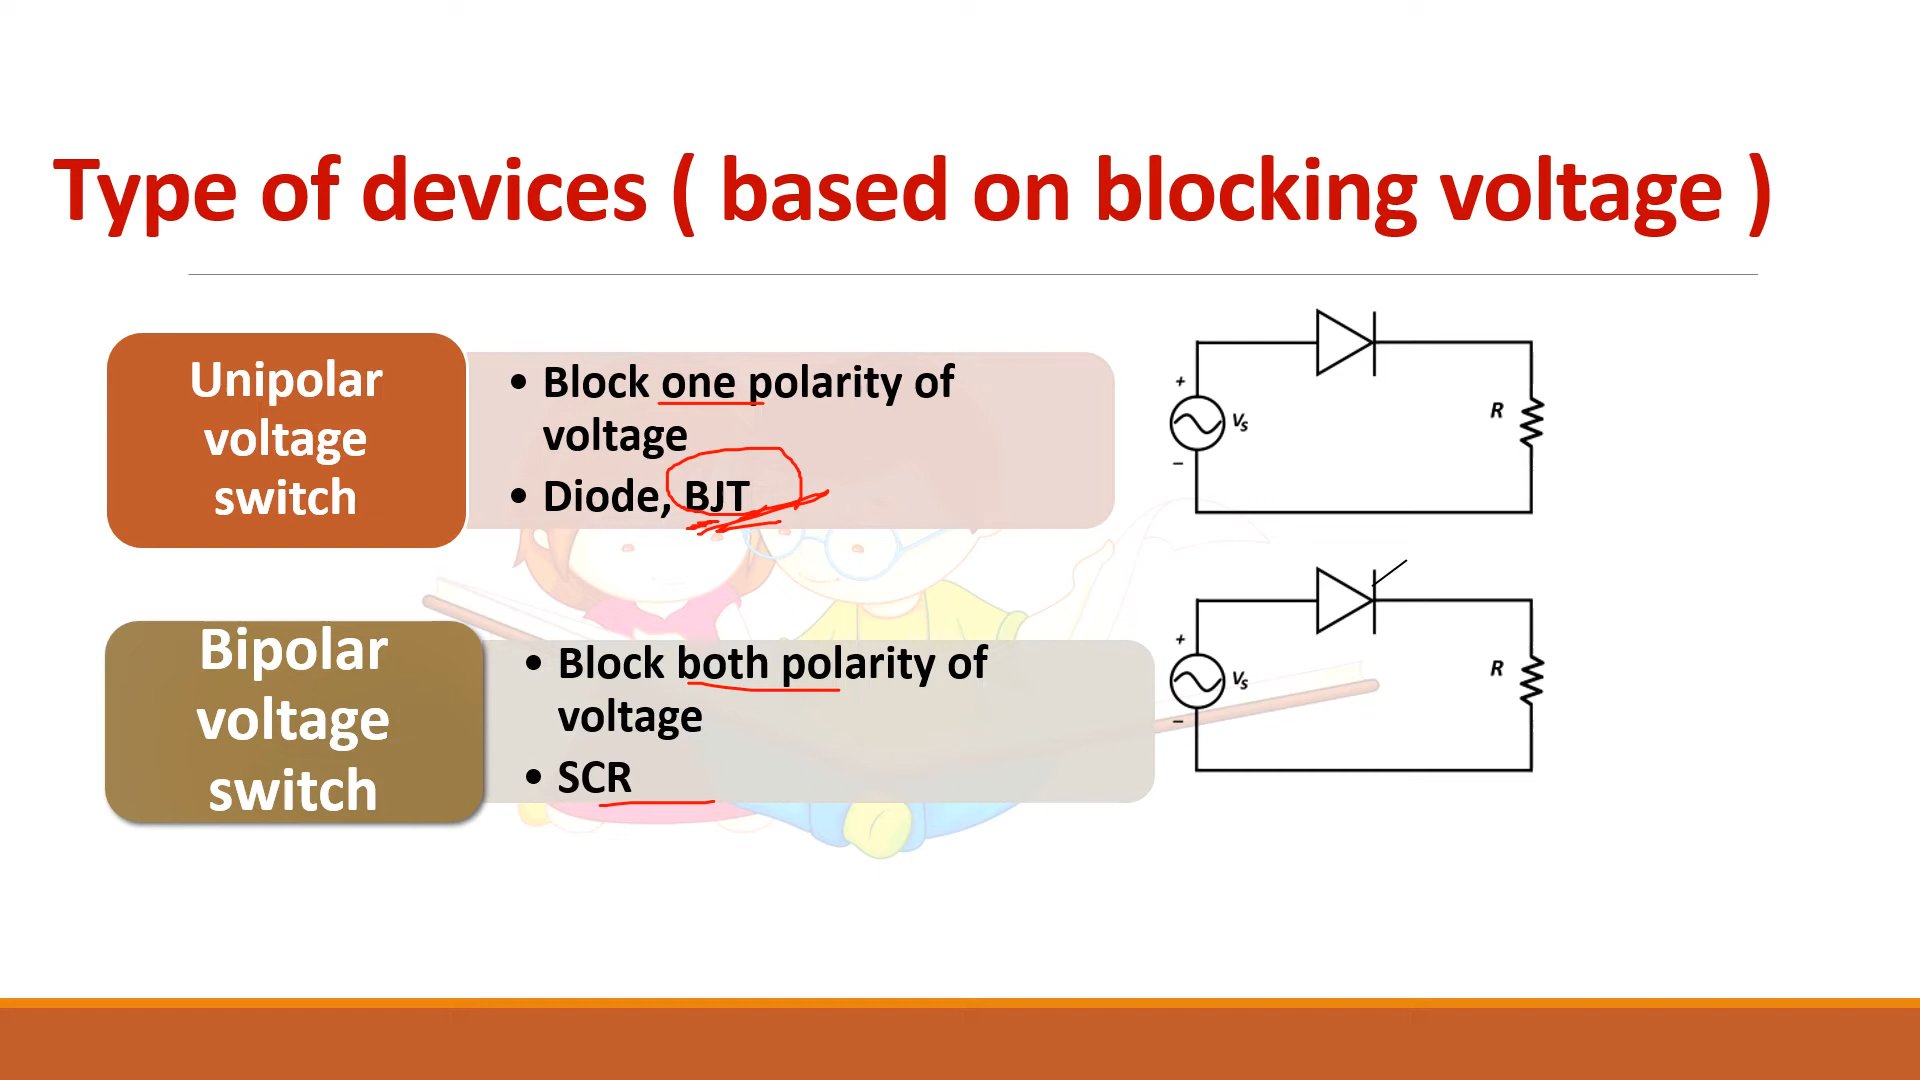 Type of devices ( based on blocking voltage )
Unipolar
voltage
switch
• Block one polarity of
voltage
• Diode, BJT
Bipolar
voltage
switch
• Block both polarity of
voltage
• SCR
+
Vs
−
R
+
Vs
−
R